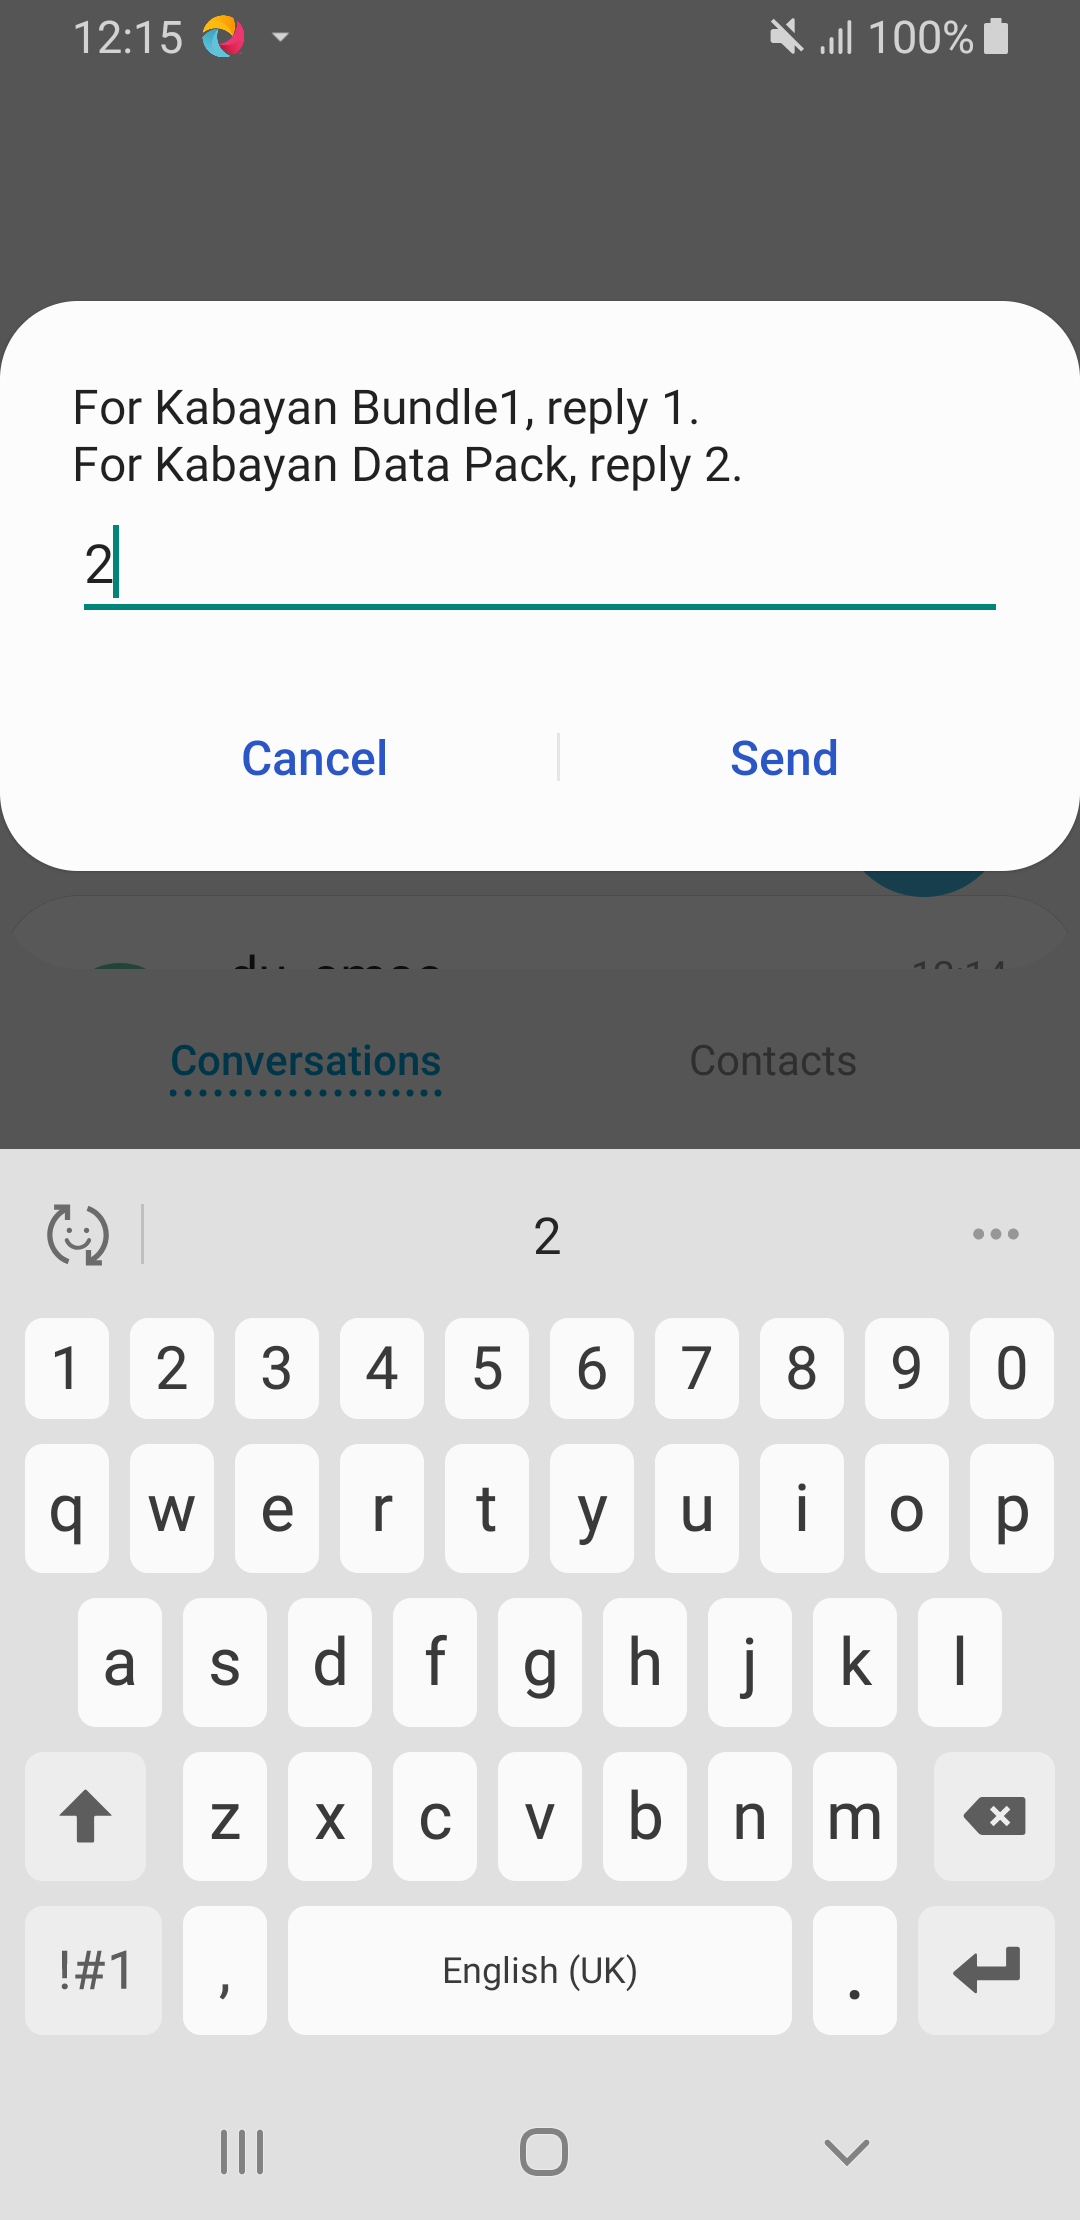 12:15 100%
For Kabayan Bundle1, reply 1.
For Kabayan Data Pack, reply 2.
2
Cancel Send
Conversations Contacts
2
1 2 3 4 5 6 7 8 9 0
q w e r t y u i o p
a s d f g h j k l
z x c v b n m
!#1 , English (UK) .